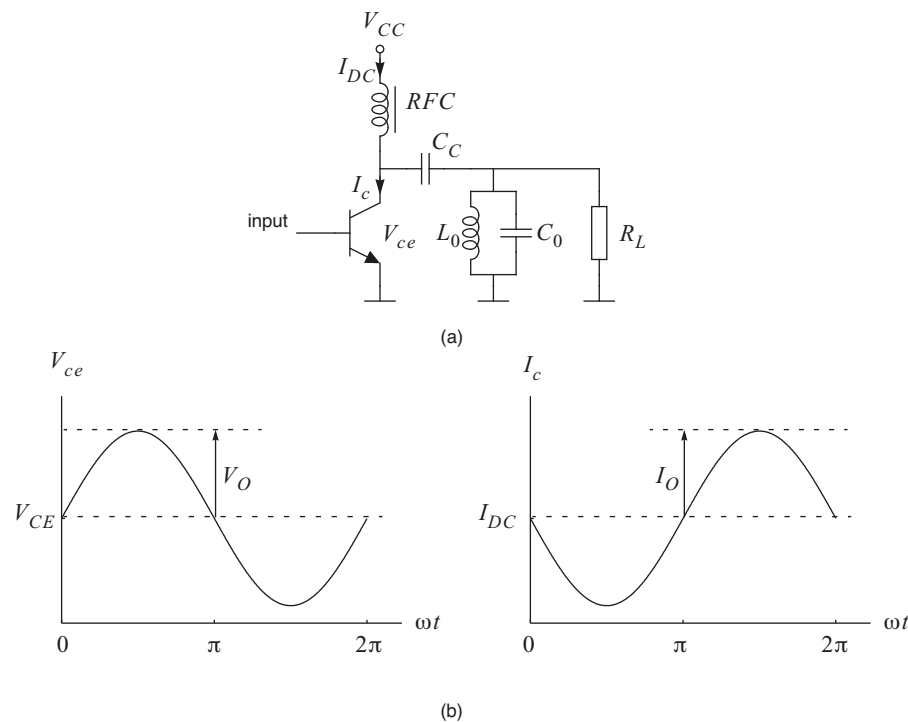 V_CC
I_DC
RFC
C_C
I_c
input
V_ce
L_0
C_0
R_L
(a)
V_ce
I_c
V_O
I_O
V_CE
I_DC
0
π
2π
ωt
0
π
2π
ωt
(b)